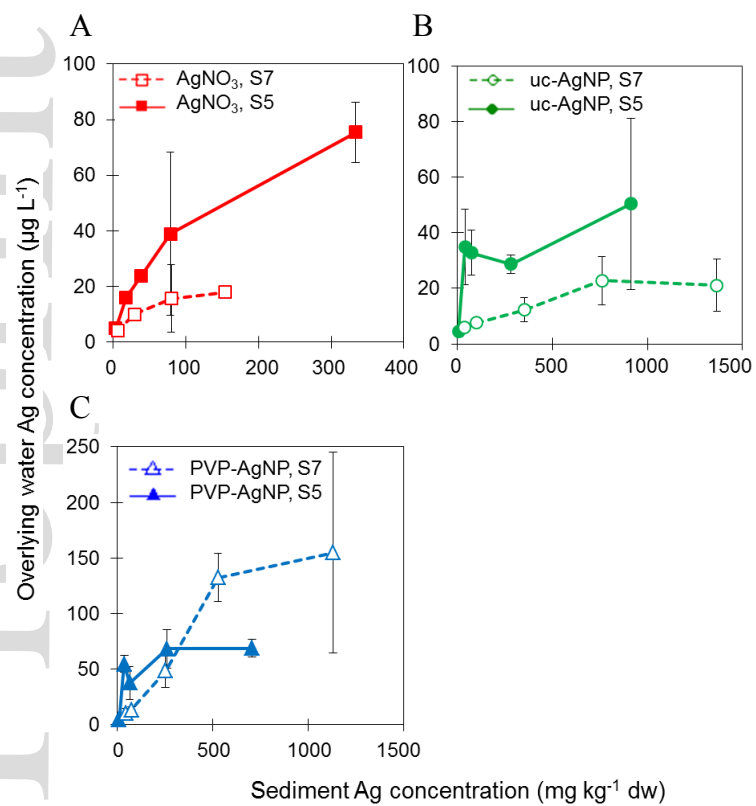 A
100
80
60
40
20
0
0 100 200 300 400
AgNO₃, S7
AgNO₃, S5
B
100
80
60
40
20
0
0 500 1000 1500
uc-AgNP, S7
uc-AgNP, S5
C
250
200
150
100
50
0
0 500 1000 1500
PVP-AgNP, S7
PVP-AgNP, S5
Overlying water Ag concentration (µg L⁻¹)
Sediment Ag concentration (mg kg⁻¹ dw)